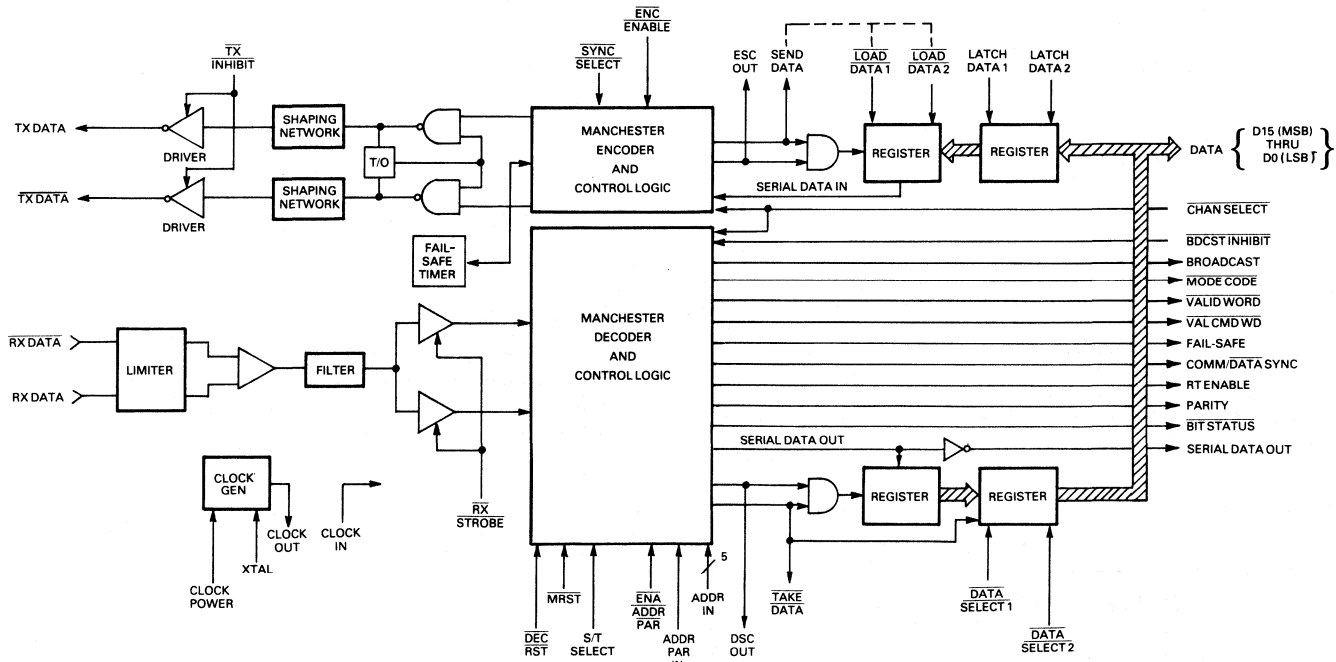 ENC
ENABLE
SYNC
SELECT
ESC
OUT
SEND
DATA
LOAD
DATA 1
LOAD
DATA 2
LATCH
DATA 1
LATCH
DATA 2
TX
INHIBIT
TX DATA
DRIVER
SHAPING
NETWORK
T/O
MANCHESTER
ENCODER
AND
CONTROL LOGIC
REGISTER
REGISTER
DATA
D15 (MSB)
THRU
D0 (LSB)
TX DATA
DRIVER
SHAPING
NETWORK
SERIAL DATA IN
CHAN SELECT
FAIL-
SAFE
TIMER
BDCST INHIBIT
BROADCAST
MODE CODE
VALID WORD
VAL CMD WD
FAIL-SAFE
COMM/DATA SYNC
RT ENABLE
PARITY
BIT STATUS
SERIAL DATA OUT
RX DATA
RX DATA
LIMITER
FILTER
MANCHESTER
DECODER
AND
CONTROL LOGIC
SERIAL DATA OUT
REGISTER
REGISTER
CLOCK
GEN
CLOCK
OUT
CLOCK
IN
XTAL
CLOCK
POWER
RX
STROBE
DEC
RST
MRST
S/T
SELECT
ENA
ADDR
PAR
ADDR
PAR
ADDR
IN
5
DSC
OUT
TAKE
DATA
DATA
SELECT 1
DATA
SELECT 2